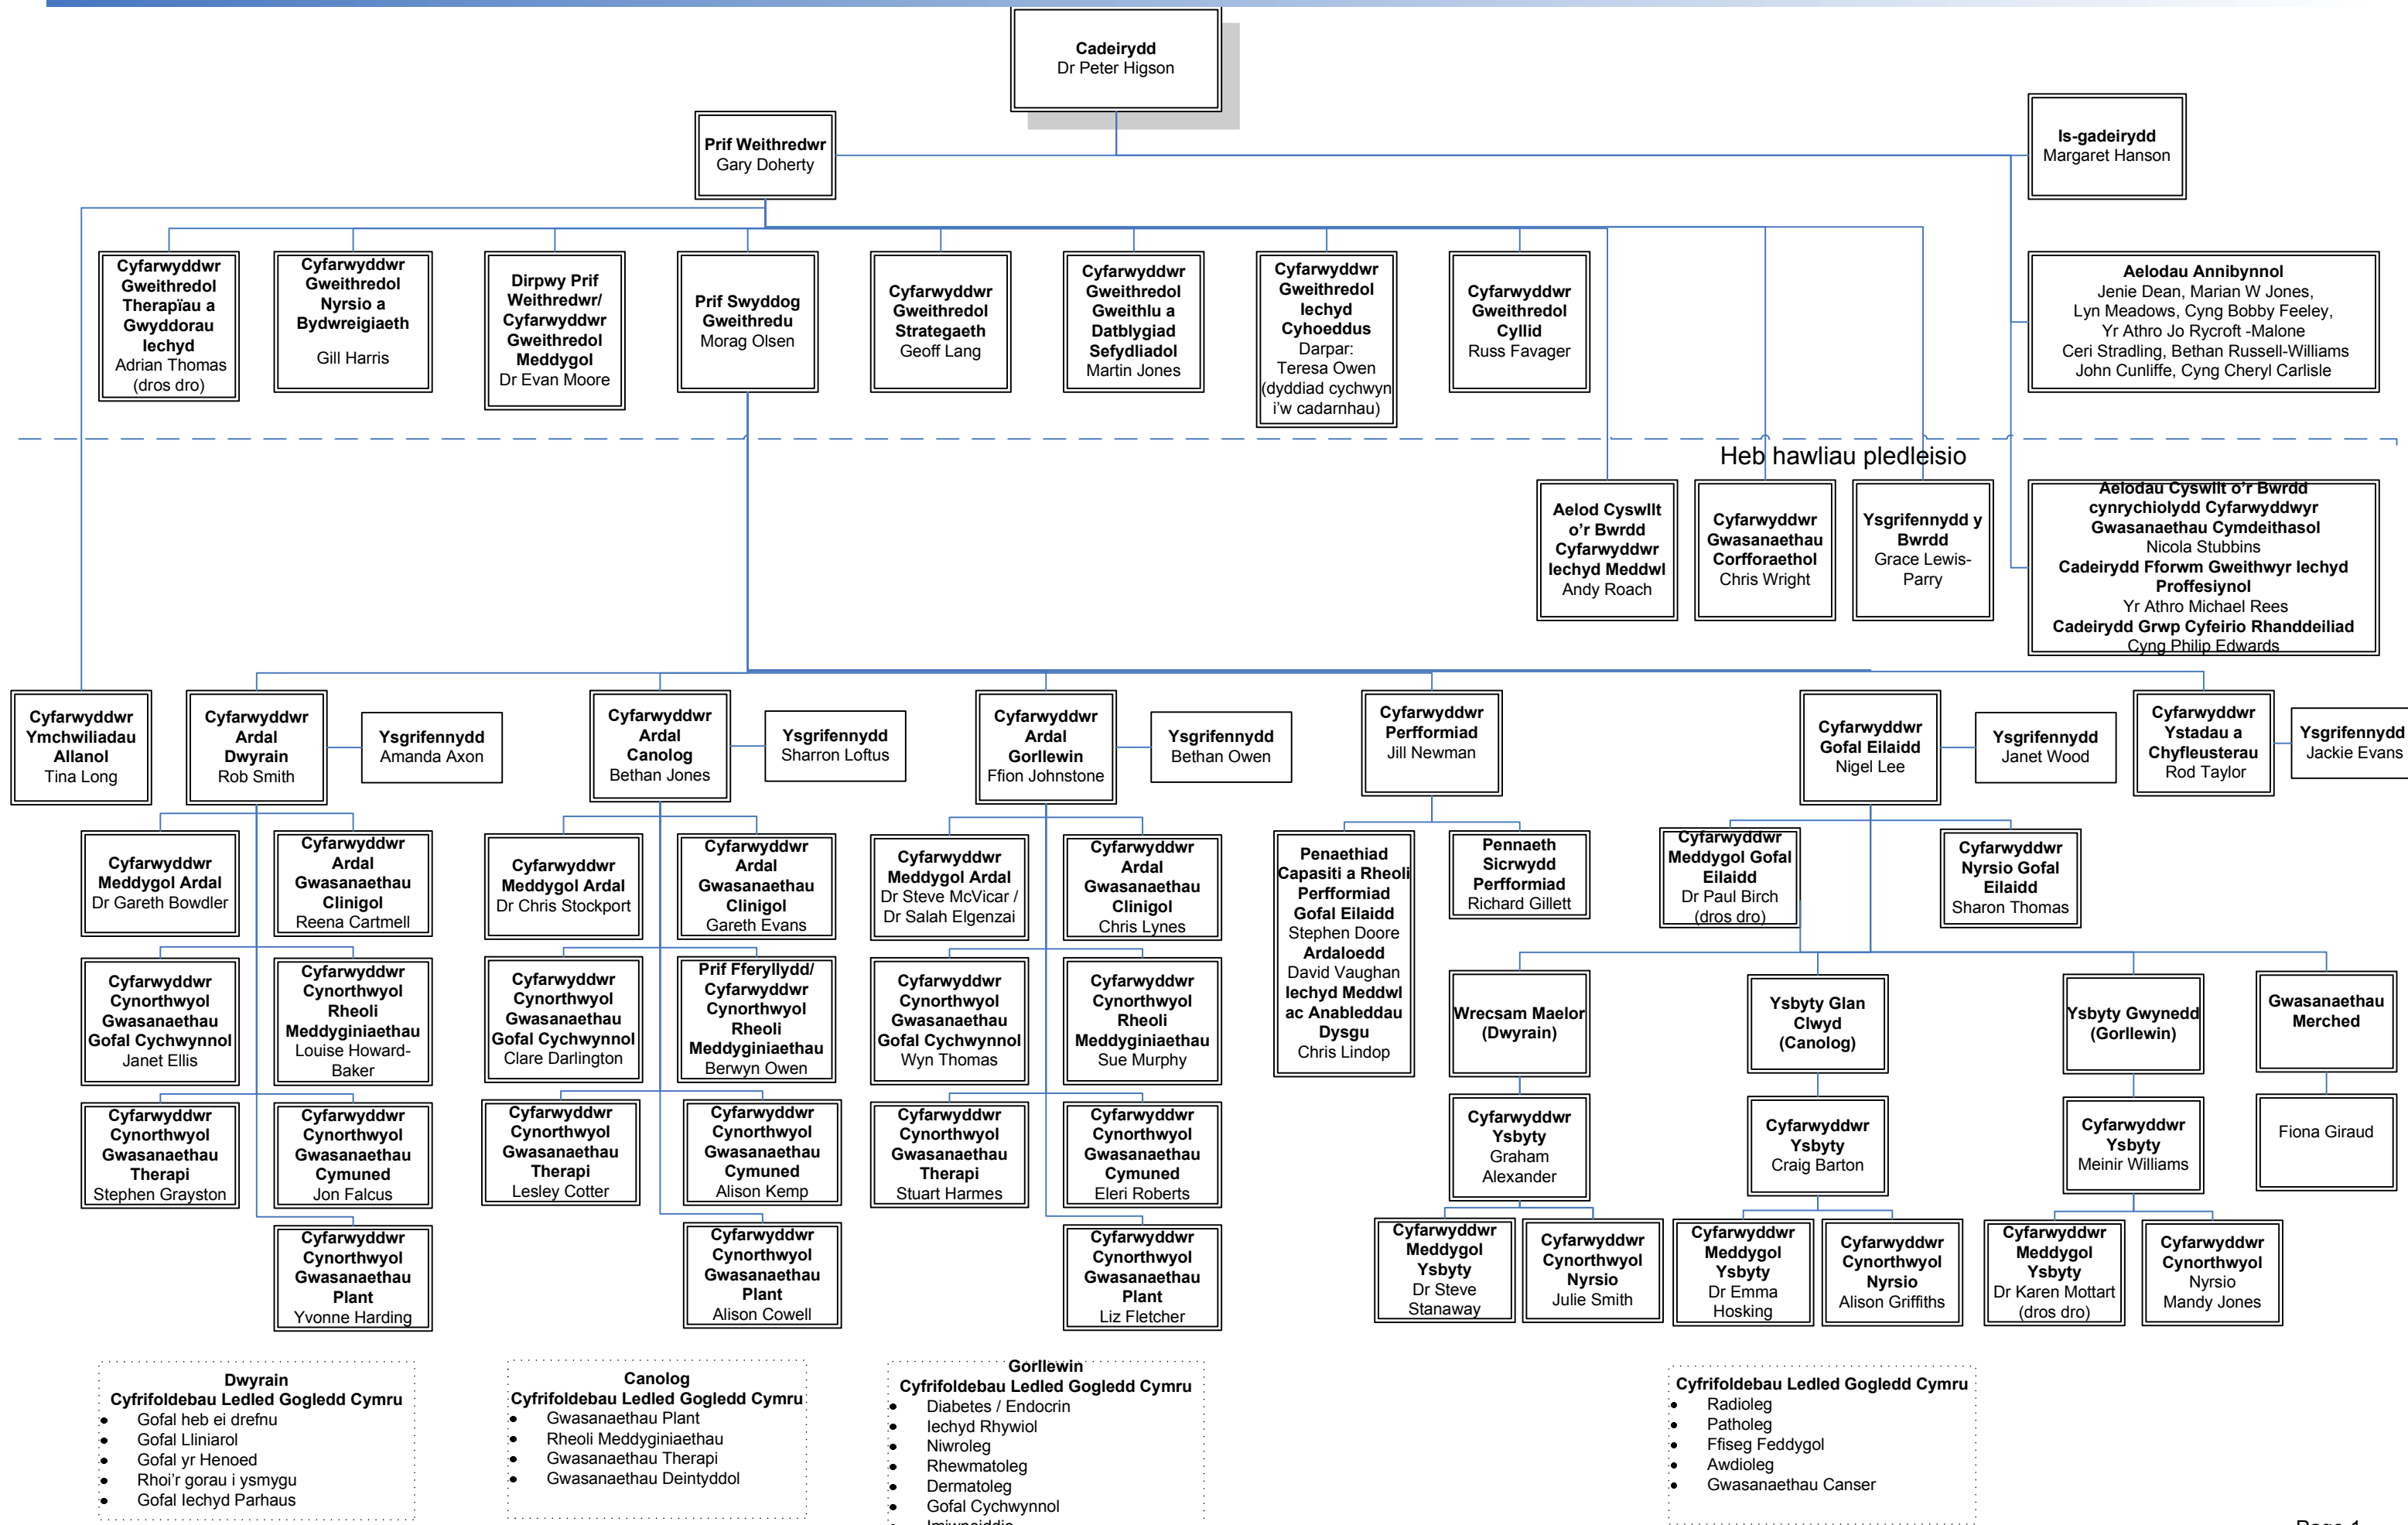 Cadeirydd
Dr Peter Higson
Prif Weithredwr
Gary Doherty
Is-gadeirydd
Margaret Hanson
Cyfarwyddwr
Gweithredol
Therapïau a
Gwyddorau
Iechyd
Adrian Thomas
(dros dro)
Cyfarwyddwr
Gweithredol
Nyrsio a
Bydwreigiaeth
Gill Harris
Dirpwy Prif
Weithredwr/
Cyfarwyddwr
Gweithredol
Meddygol
Dr Evan Moore
Prif Swyddog
Gweithredu
Morag Olsen
Cyfarwyddwr
Gweithredol
Strategaeth
Geoff Lang
Cyfarwyddwr
Gweithredol
Gweithlu a
Datblygiad
Sefydliadol
Martin Jones
Cyfarwyddwr
Gweithredol
Iechyd
Cyhoeddus
Darpar:
Teresa Owen
(dyddiad cychwyn
i'w cadarnhau)
Cyfarwyddwr
Gweithredol
Cyllid
Russ Favager
Aelodau Annibynnol
Jenie Dean, Marian W Jones,
Lyn Meadows, Cyng Bobby Feeley,
Yr Athro Jo Rycroft -Malone
Ceri Stradling, Bethan Russell-Williams
John Cunliffe, Cyng Cheryl Carlisle
Heb hawliau pledleisio
Aelod Cyswllt
o'r Bwrdd
Cyfarwyddwr
Iechyd Meddwl
Andy Roach
Cyfarwyddwr
Gwasanaethau
Corfforaethol
Chris Wright
Ysgrifennydd y
Bwrdd
Grace Lewis-
Parry
Aelodau Cyswllt o'r Bwrdd
cynrychiolydd Cyfarwyddwyr
Gwasanaethau Cymdeithasol
Nicola Stubbins
Cadeirydd Fforwm Gweithwyr Iechyd
Proffesiynol
Yr Athro Michael Rees
Cadeirydd Grwp Cyfeirio Rhanddeiliad
Cyng Philip Edwards
Cyfarwyddwr
Ymchwiliadau
Allanol
Tina Long
Cyfarwyddwr
Ardal
Dwyrain
Rob Smith
Ysgrifennydd
Amanda Axon
Cyfarwyddwr
Ardal
Canolog
Bethan Jones
Ysgrifennydd
Sharron Loftus
Cyfarwyddwr
Ardal
Gorllewin
Ffion Johnstone
Ysgrifennydd
Bethan Owen
Cyfarwyddwr
Perfformiad
Jill Newman
Cyfarwyddwr
Gofal Eilaidd
Nigel Lee
Ysgrifennydd
Janet Wood
Cyfarwyddwr
Ystadau a
Chyfleusterau
Rod Taylor
Ysgrifennydd
Jackie Evans
Cyfarwyddwr
Meddygol Ardal
Dr Gareth Bowdler
Cyfarwyddwr
Ardal
Gwasanaethau
Clinigol
Reena Cartmell
Cyfarwyddwr
Meddygol Ardal
Dr Chris Stockport
Cyfarwyddwr
Ardal
Gwasanaethau
Clinigol
Gareth Evans
Cyfarwyddwr
Meddygol Ardal
Dr Steve McVicar /
Dr Salah Elgenzai
Cyfarwyddwr
Ardal
Gwasanaethau
Clinigol
Chris Lynes
Penaethiad
Capasiti a Rheoli
Perfformiad
Gofal Eilaidd
Stephen Doore
Ardaloedd
David Vaughan
Iechyd Meddwl
ac Anableddau
Dysgu
Chris Lindop
Pennaeth
Sicrwydd
Perfformiad
Richard Gillett
Cyfarwyddwr
Meddygol Gofal
Eilaidd
Dr Paul Birch
(dros dro)
Cyfarwyddwr
Nyrsio Gofal
Eilaidd
Sharon Thomas
Cyfarwyddwr
Cynorthwyol
Gwasanaethau
Gofal Cychwynnol
Janet Ellis
Cyfarwyddwr
Cynorthwyol
Rheoli
Meddyginiaethau
Louise Howard-
Baker
Cyfarwyddwr
Cynorthwyol
Gwasanaethau
Gofal Cychwynnol
Clare Darlington
Prif Fferyllydd/
Cyfarwyddwr
Cynorthwyol
Rheoli
Meddyginiaethau
Berwyn Owen
Cyfarwyddwr
Cynorthwyol
Gwasanaethau
Gofal Cychwynnol
Wyn Thomas
Cyfarwyddwr
Cynorthwyol
Rheoli
Meddyginiaethau
Sue Murphy
Wrecsam Maelor
(Dwyrain)
Ysbyty Glan
Clwyd
(Canolog)
Ysbyty Gwynedd
(Gorllewin)
Gwasanaethau
Merched
Cyfarwyddwr
Cynorthwyol
Gwasanaethau
Therapi
Stephen Grayston
Cyfarwyddwr
Cynorthwyol
Gwasanaethau
Cymuned
Jon Falcus
Cyfarwyddwr
Cynorthwyol
Gwasanaethau
Therapi
Lesley Cotter
Cyfarwyddwr
Cynorthwyol
Gwasanaethau
Cymuned
Alison Kemp
Cyfarwyddwr
Cynorthwyol
Gwasanaethau
Therapi
Stuart Harmes
Cyfarwyddwr
Cynorthwyol
Gwasanaethau
Cymuned
Eleri Roberts
Cyfarwyddwr
Ysbyty
Graham
Alexander
Cyfarwyddwr
Ysbyty
Craig Barton
Cyfarwyddwr
Ysbyty
Meinir Williams
Fiona Giraud
Cyfarwyddwr
Cynorthwyol
Gwasanaethau
Plant
Yvonne Harding
Cyfarwyddwr
Cynorthwyol
Gwasanaethau
Plant
Alison Cowell
Cyfarwyddwr
Cynorthwyol
Gwasanaethau
Plant
Liz Fletcher
Cyfarwyddwr
Meddygol
Ysbyty
Dr Steve
Stanaway
Cyfarwyddwr
Cynorthwyol
Nyrsio
Julie Smith
Cyfarwyddwr
Meddygol
Ysbyty
Dr Emma
Hosking
Cyfarwyddwr
Cynorthwyol
Nyrsio
Alison Griffiths
Cyfarwyddwr
Meddygol
Ysbyty
Dr Karen Mottart
(dros dro)
Cyfarwyddwr
Cynorthwyol
Nyrsio
Mandy Jones
Dwyrain
Cyfrifoldebau Ledled Gogledd Cymru
• Gofal heb ei drefnu
• Gofal Lliniarol
• Gofal yr Henoed
• Rhoi'r gorau i ysmygu
• Gofal Iechyd Parhaus
Canolog
Cyfrifoldebau Ledled Gogledd Cymru
• Gwasanaethau Plant
• Rheoli Meddyginiaethau
• Gwasanaethau Therapi
• Gwasanaethau Deintyddol
Gorllewin
Cyfrifoldebau Ledled Gogledd Cymru
• Diabetes / Endocrin
• Iechyd Rhywiol
• Niwroleg
• Rhewmatoleg
• Dermatoleg
• Gofal Cychwynnol
Cyfrifoldebau Ledled Gogledd Cymru
• Radioleg
• Patholeg
• Ffiseg Feddygol
• Awdioleg
• Gwasanaethau Canser
Page 1